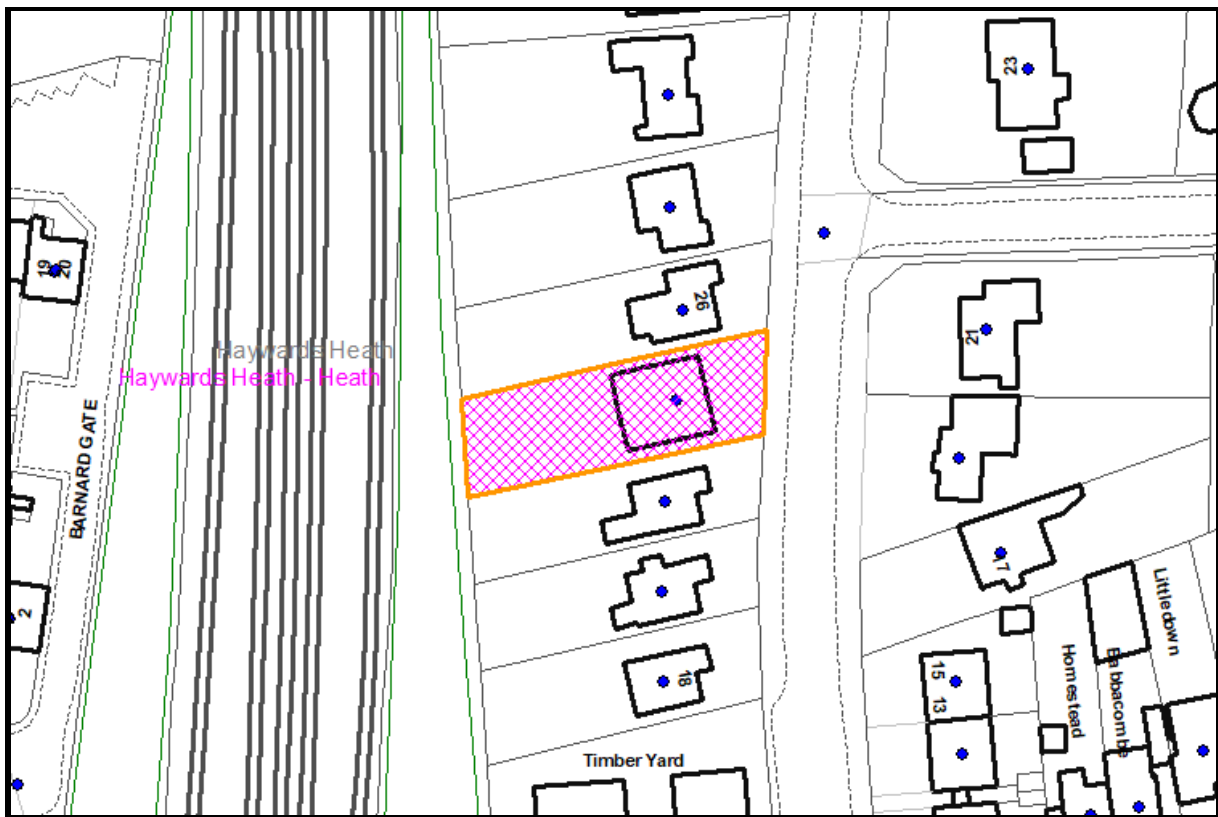 23
19
20
26
21
Haywards Heath
Haywards Heath - Heath
BARNARD GATE
17
2
Littledown
Homestead
Babbacombe
15
13
18
Timber Yard